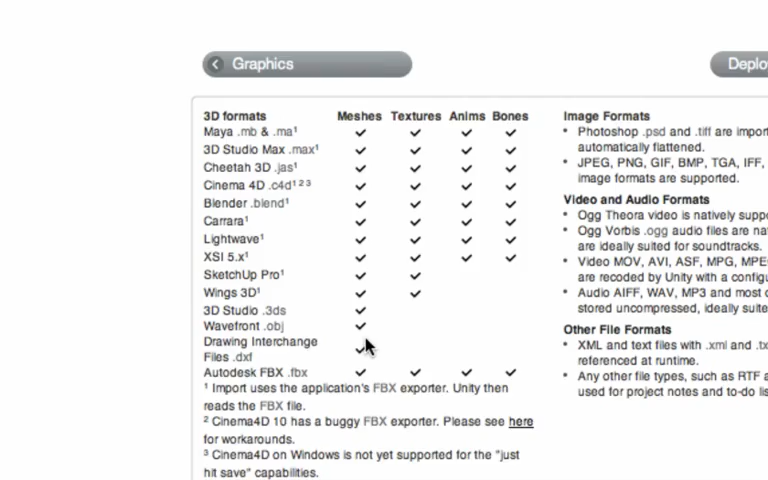 Graphics
Deplo
3D formats Meshes Textures Anims Bones
Maya .mb & .ma¹
3D Studio Max .max¹
Cheetah 3D .jas¹
Cinema 4D .c4d¹ ² ³
Blender .blend¹
Carrara¹
Lightwave¹
XSI 5.x¹
SketchUp Pro¹
Wings 3D¹
3D Studio .3ds
Wavefront .obj
Drawing Interchange
Files .dxf
Autodesk FBX .fbx
¹ Import uses the application's FBX exporter. Unity then
reads the FBX file.
² Cinema4D 10 has a buggy FBX exporter. Please see here
for workarounds.
³ Cinema4D on Windows is not yet supported for the "just
hit save" capabilities.
Image Formats
• Photoshop .psd and .tiff are import
automatically flattened.
• JPEG, PNG, GIF, BMP, TGA, IFF,
image formats are supported.
Video and Audio Formats
• Ogg Theora video is natively suppo
• Ogg Vorbis .ogg audio files are nat
are ideally suited for soundtracks.
• Video MOV, AVI, ASF, MPG, MPE
are recoded by Unity with a configu
• Audio AIFF, WAV, MP3 and most o
stored uncompressed, ideally suite
Other File Formats
• XML and text files with .xml and .tx
referenced at runtime.
• Any other file types, such as RTF a
used for project notes and to-do lis